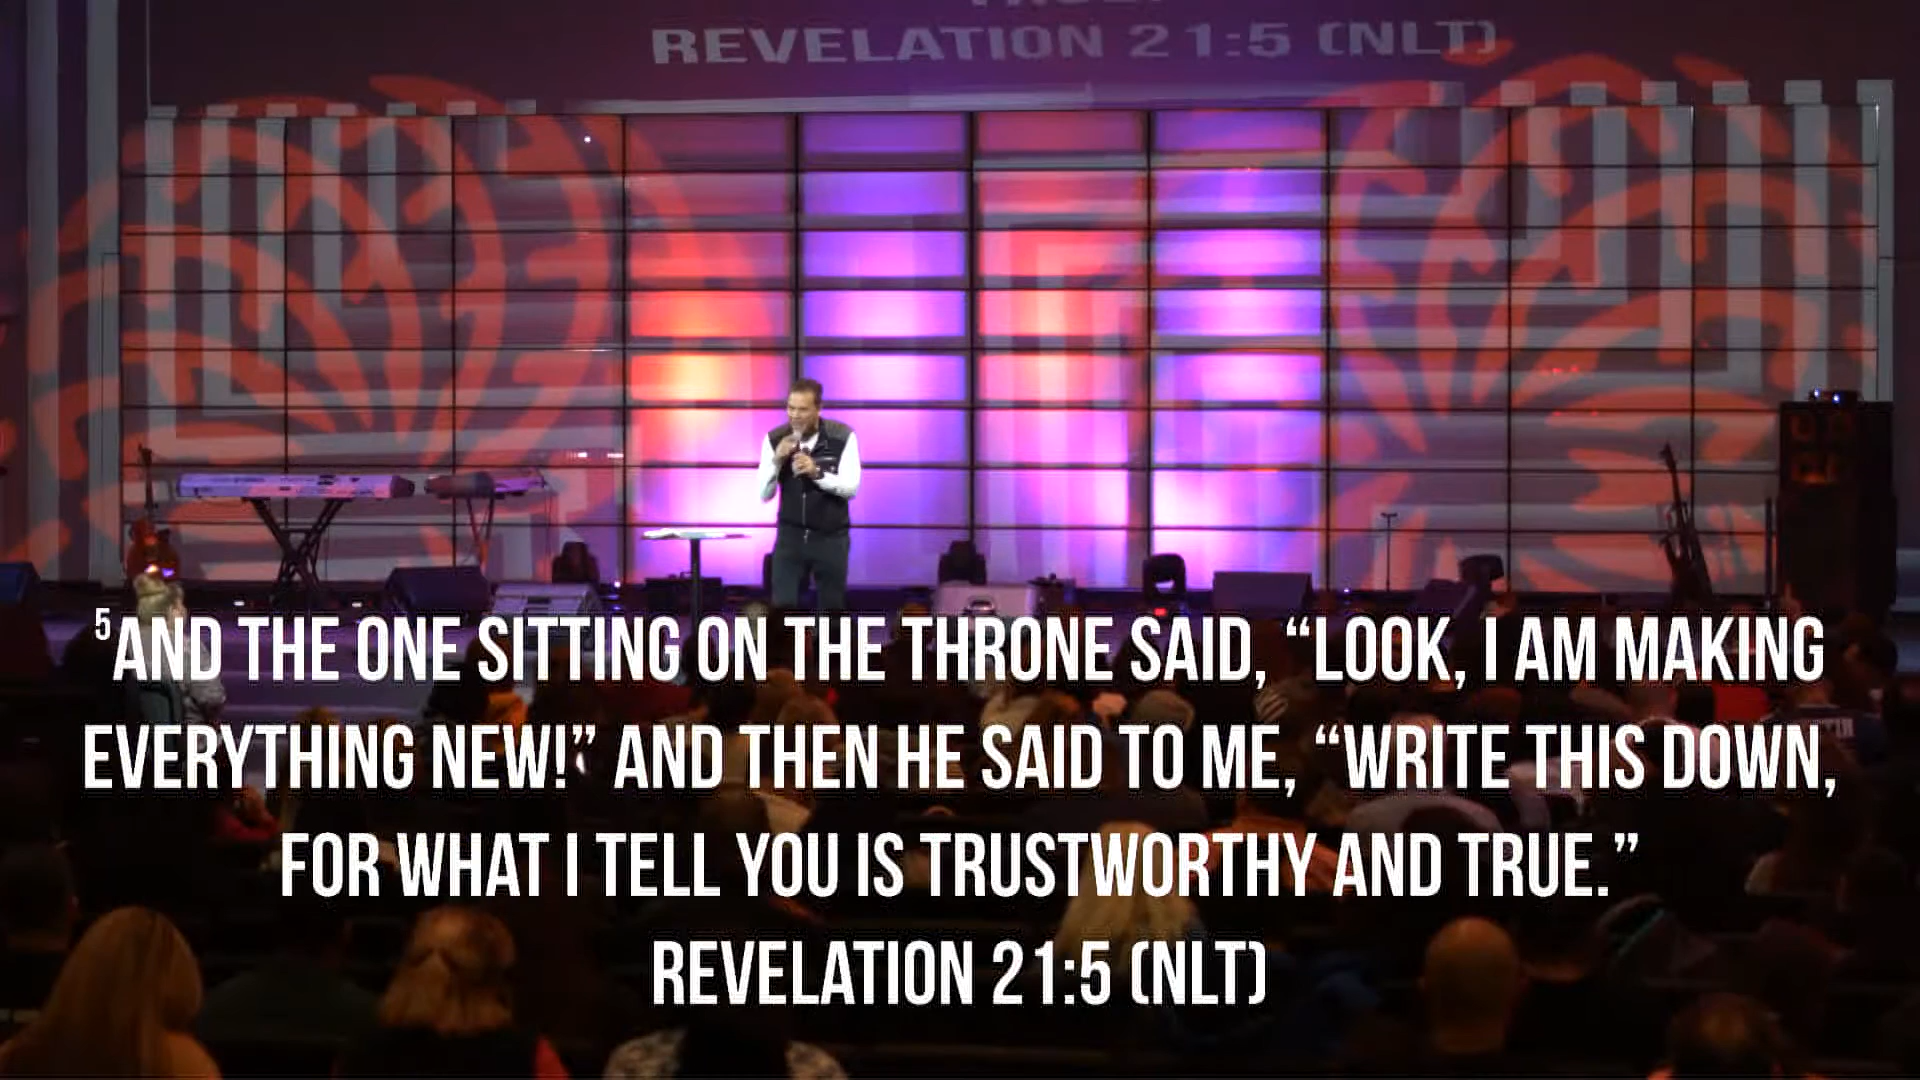 REVELATION 21:5 (NLT)
5AND THE ONE SITTING ON THE THRONE SAID, “LOOK, I AM MAKING
EVERYTHING NEW!” AND THEN HE SAID TO ME, “WRITE THIS DOWN,
FOR WHAT I TELL YOU IS TRUSTWORTHY AND TRUE.”
REVELATION 21:5 (NLT)